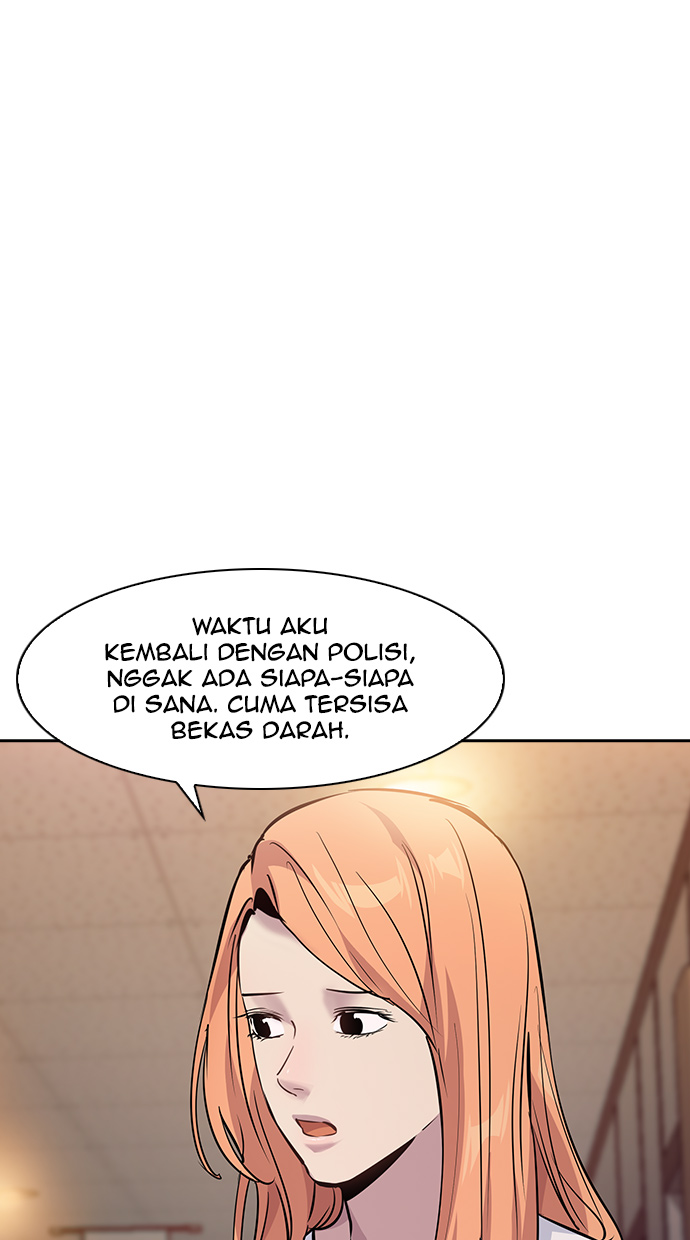 WAKTU AKU
KEMBALI DENGAN POLISI,
NGGAK ADA SIAPA-SIAPA
DI SANA. CUMA TERSISA
BEKAS DARAH.